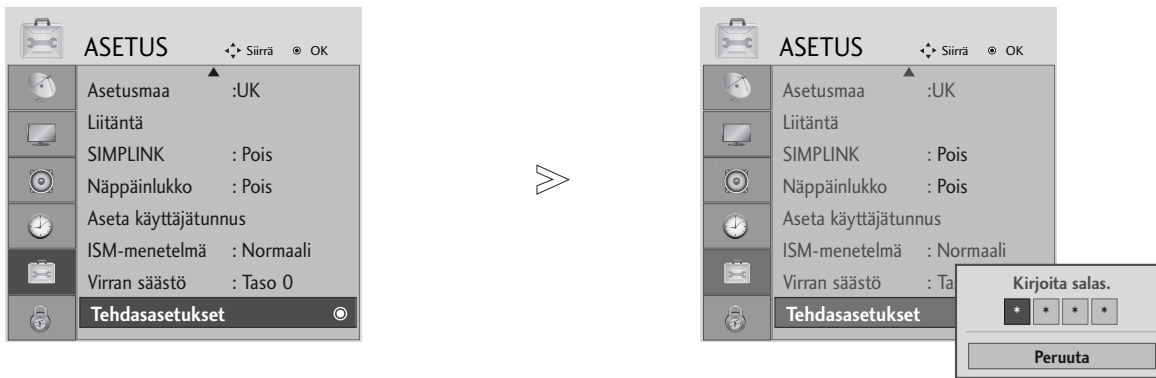 ASETUS Siirrä OK
Asetusmaa :UK
Liitäntä
SIMPLINK : Pois
Näppäinlukko : Pois
Aseta käyttäjätunnus
ISM-menetelmä : Normaali
Virran säästö : Taso 0
Tehdasasetukset
ASETUS Siirrä OK
Asetusmaa :UK
Liitäntä
SIMPLINK : Pois
Näppäinlukko : Pois
Aseta käyttäjätunnus
ISM-menetelmä : Normaali
Virran säästö : Ta
Tehdasasetukset
Kirjoita salas.
* * * *
Peruuta